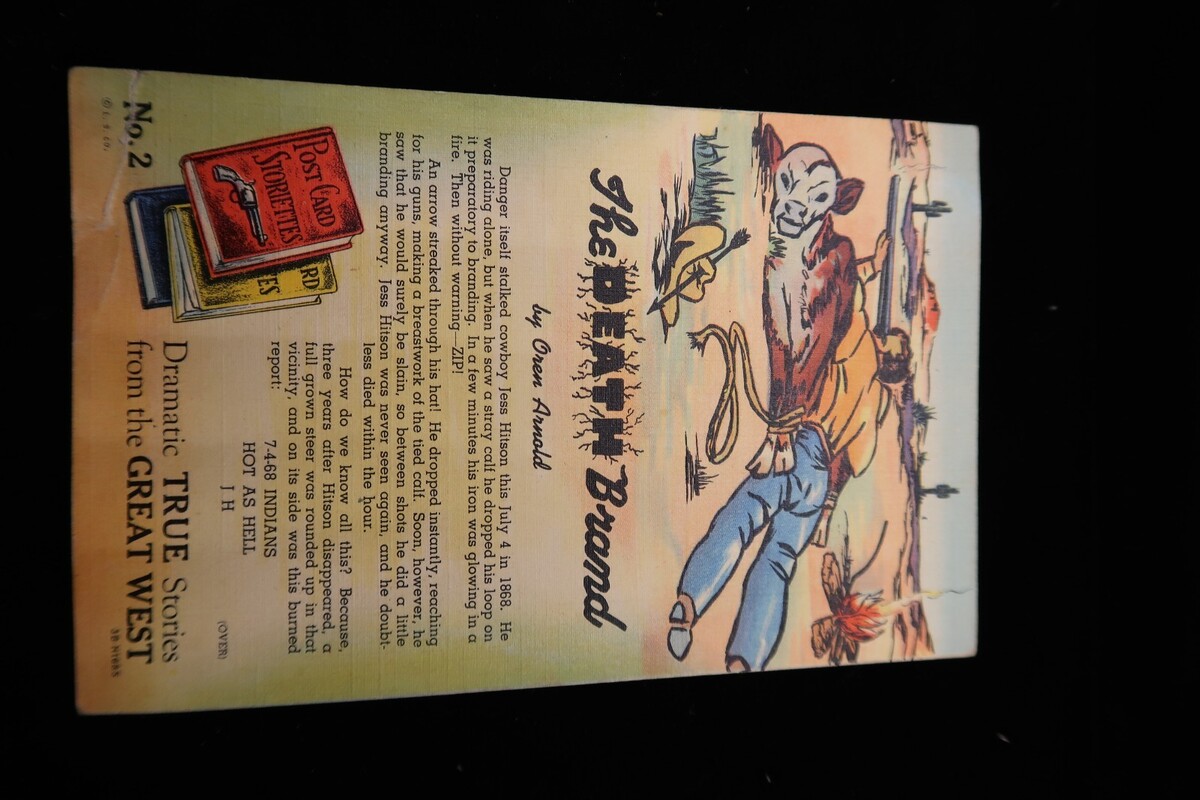 The DEATH Brand
by Oren Arnold
Danger itself stalked cowboy Jess Hitson this July 4 in 1868. He
was riding alone, but when he saw a stray calf he dropped his loop on
it preparatory to branding. In a few minutes his iron was glowing in a
fire. Then without warning—ZIP!
An arrow streaked through his hat! He dropped instantly, reaching
for his guns, making a breastwork of the tied calf. Soon, however, he
saw that he would surely be slain, so between shots he did a little
branding anyway. Jess Hitson was never seen again, and he doubt-
less died within the hour.
How do we know all this? Because,
three years after Hitson disappeared, a
full grown steer was rounded up in that
vicinity, and on its side was this burned
report:
7-4-68 INDIANS
HOT AS HELL
J H
(OVER)
POST CARD
STORIETTES
RD
ES
No. 2
Dramatic TRUE Stories
from the GREAT WEST